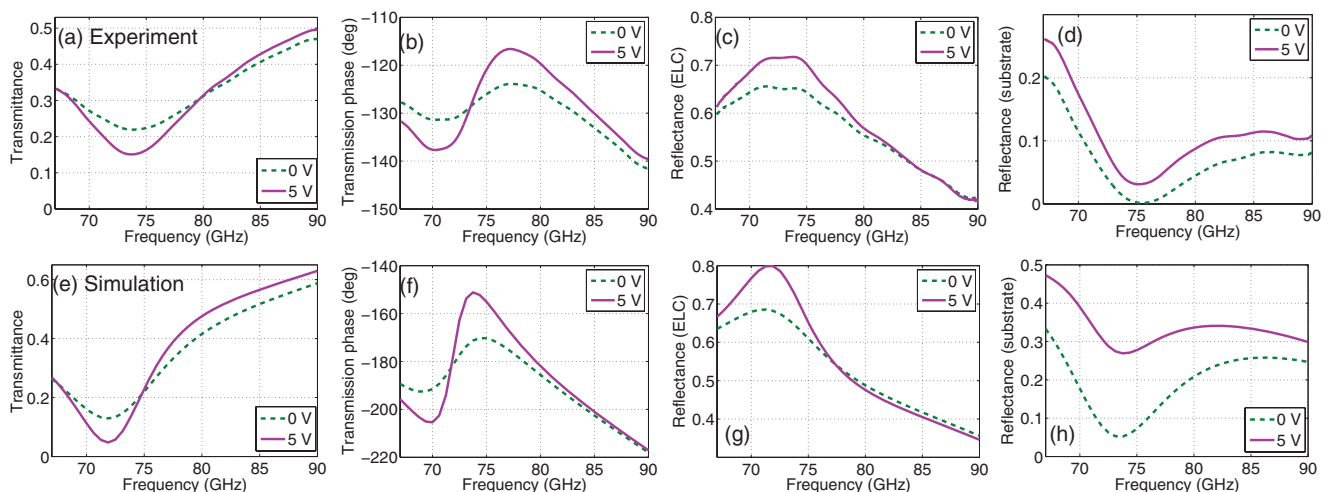 (a) Experiment
Transmittance
0.5
0.4
0.3
0.2
0.1
0
70 75 80 85 90
Frequency (GHz)
0 V
5 V
(b)
Transmission phase (deg)
−110
−120
−130
−140
−150
70 75 80 85 90
Frequency (GHz)
0 V
5 V
(c)
Reflectance (ELC)
0.8
0.7
0.6
0.5
0.4
70 75 80 85 90
Frequency (GHz)
0 V
5 V
(d)
Reflectance (substrate)
0.2
0.1
0
70 75 80 85 90
Frequency (GHz)
0 V
5 V
(e) Simulation
Transmittance
0.6
0.4
0.2
0
70 75 80 85 90
Frequency (GHz)
0 V
5 V
(f)
Transmission phase (deg)
−140
−160
−180
−200
−220
70 75 80 85 90
Frequency (GHz)
0 V
5 V
(g)
Reflectance (ELC)
0.8
0.7
0.6
0.5
0.4
70 75 80 85 90
Frequency (GHz)
0 V
5 V
(h)
Reflectance (substrate)
0.5
0.4
0.3
0.2
0.1
0
70 75 80 85 90
Frequency (GHz)
0 V
5 V